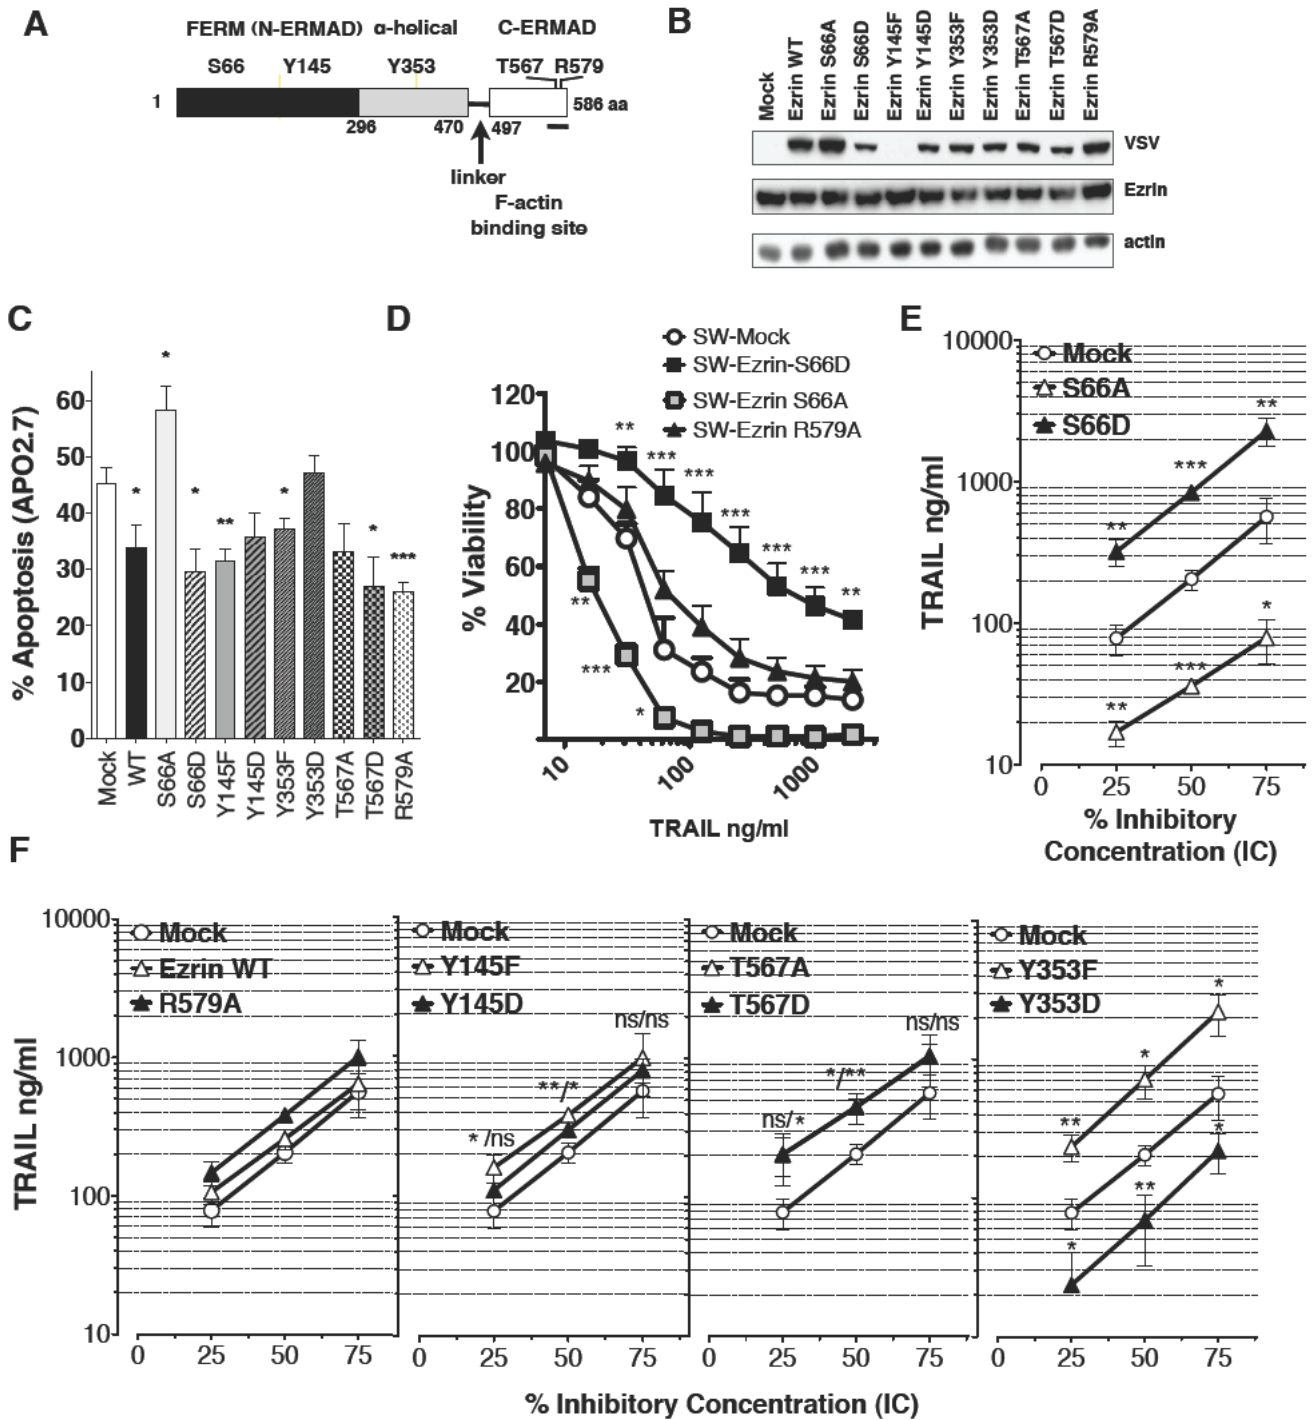 A
FERM (N-ERMAD) α-helical C-ERMAD
S66 Y145 Y353 T567 R579
1 586 aa
296 470 497
linker
F-actin
binding site
B
Mock
Ezrin WT
Ezrin S66A
Ezrin S66D
Ezrin Y145F
Ezrin Y145D
Ezrin Y353F
Ezrin Y353D
Ezrin T567A
Ezrin T567D
Ezrin R579A
VSV
Ezrin
actin
C
% Apoptosis (APO2.7)
60
50
40
30
20
10
0
* * * ** * * ***
Mock
WT
S66A
S66D
Y145F
Y145D
Y353F
Y353D
T567A
T567D
R579A
D
SW-Mock
SW-Ezrin-S66D
SW-Ezrin S66A
SW-Ezrin R579A
% Viability
120
100
80
60
40
20
** *** *** *** *** *** **
**
***
*
10 100 1000
TRAIL ng/ml
E
Mock
S66A
S66D
TRAIL ng/ml
10000
1000
100
10
** *** **
** *** *
0 25 50 75
% Inhibitory
Concentration (IC)
F
TRAIL ng/ml
10000
1000
100
10
Mock
Ezrin WT
R579A
0 25 50 75
Mock
Y145F
Y145D
* /ns
**/*
ns/ns
0 25 50 75
Mock
T567A
T567D
ns/*
*/**
ns/ns
0 25 50 75
Mock
Y353F
Y353D
** * *
* ** *
0 25 50 75
% Inhibitory Concentration (IC)